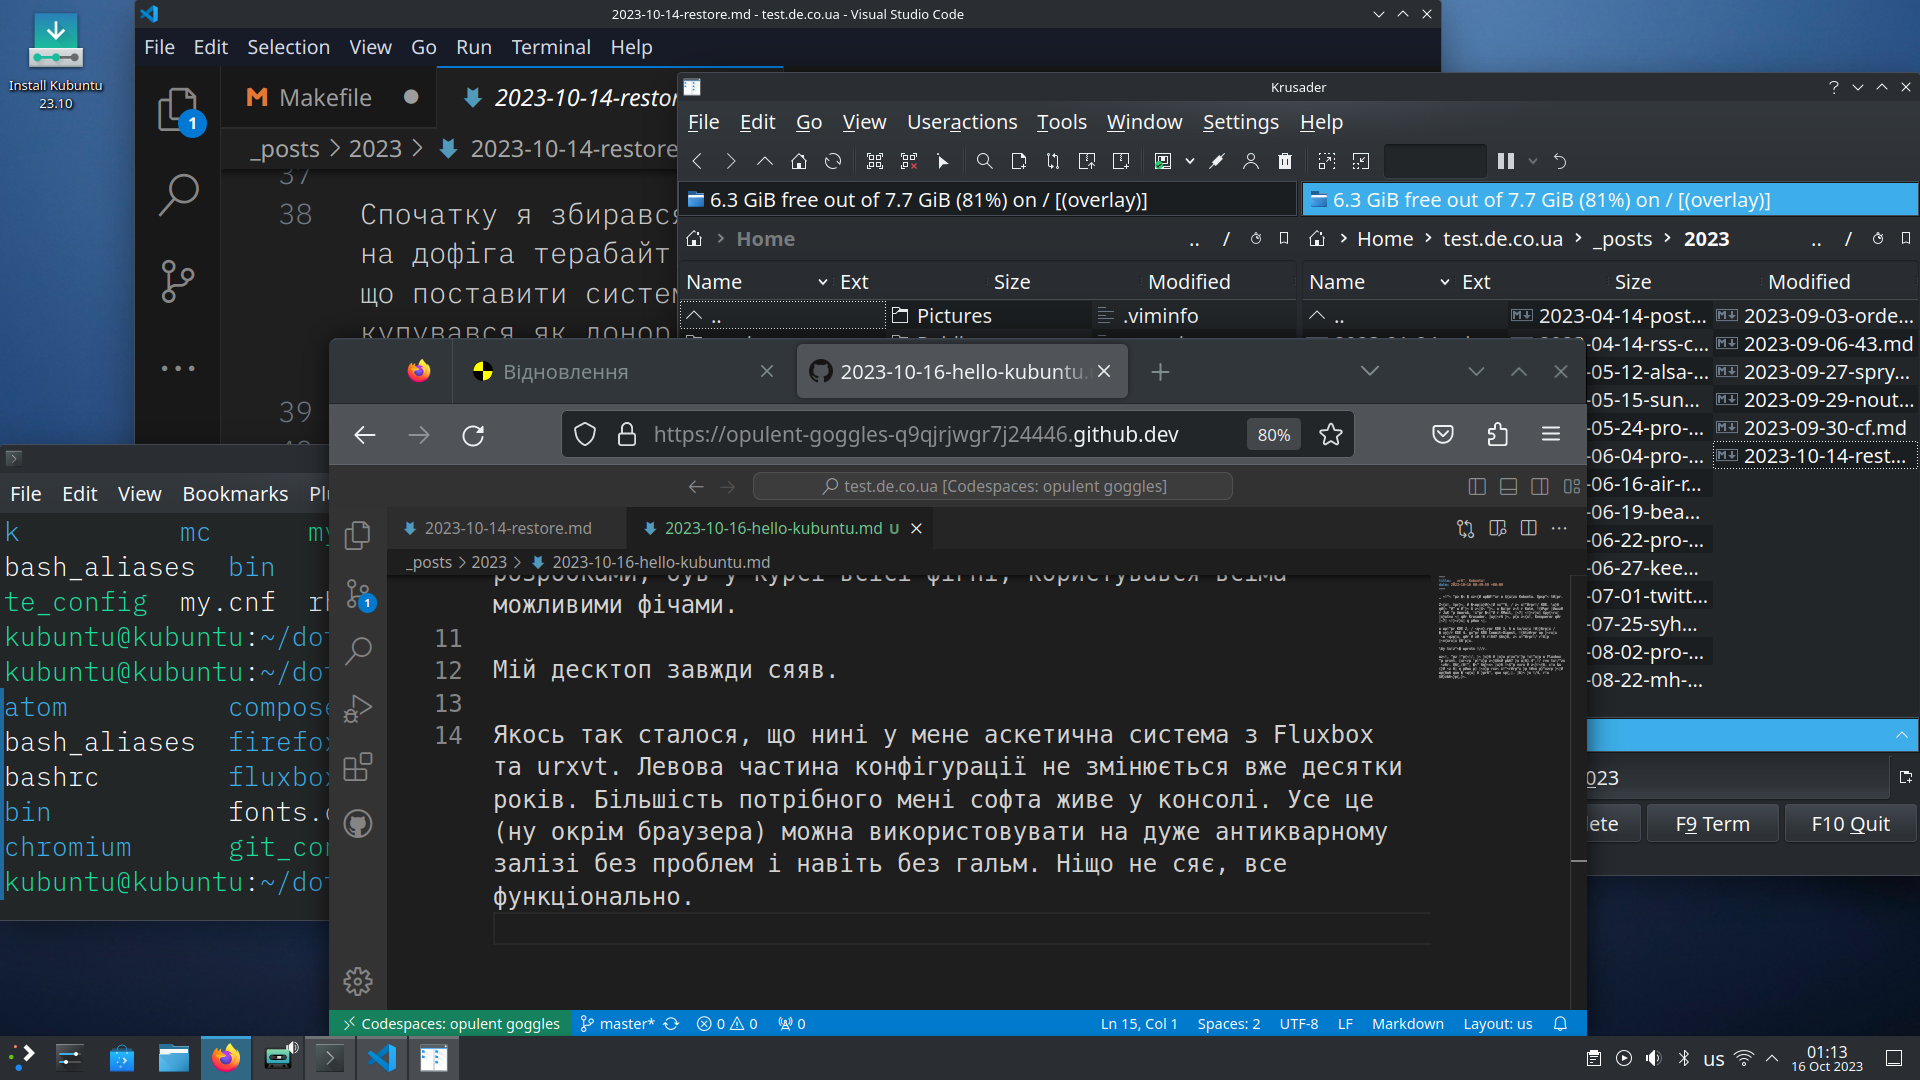 Install Kubuntu
23.10
2023-10-14-restore.md - test.de.co.ua - Visual Studio Code
File Edit Selection View Go Run Terminal Help
1
Makefile
2023-10-14-restor
_posts > 2023 > 2023-10-14-restore
37
38 Спочатку я збирався
на дофіга терабайт
що поставити систем
купувався як донор
39
Krusader
File Edit Go View Useractions Tools Window Settings Help
6.3 GiB free out of 7.7 GiB (81%) on / [(overlay)]
6.3 GiB free out of 7.7 GiB (81%) on / [(overlay)]
Home .. /
Home > test.de.co.ua > _posts > 2023 .. /
Name Ext Size Modified
Name Ext Size Modified
.. Pictures .viminfo
.. 2023-04-14-post... 2023-09-03-orde...
-04-14-rss-c... 2023-09-06-43.md
-05-12-alsa-... 2023-09-27-spry...
-05-15-sun... 2023-09-29-nout...
-05-24-pro-... 2023-09-30-cf.md
-06-04-pro-... 2023-10-14-rest...
-06-16-air-r...
-06-19-bea...
-06-22-pro-...
-06-27-kee...
-07-01-twitt...
-07-25-syh...
-08-02-pro-...
-08-22-mh-...
023
lete F9 Term F10 Quit
File Edit View Bookmarks Plu
k mc my
bash_aliases bin
te_config my.cnf rh
kubuntu@kubuntu:~/dot
kubuntu@kubuntu:~/dot
atom compose
bash_aliases firefox
bashrc fluxbox
bin fonts.c
chromium git_con
kubuntu@kubuntu:~/dot
Відновлення
2023-10-16-hello-kubuntu.
https://opulent-goggles-q9qjrjwgr7j24446.github.dev 80%
test.de.co.ua [Codespaces: opulent goggles]
2023-10-14-restore.md
2023-10-16-hello-kubuntu.md U
_posts > 2023 > 2023-10-16-hello-kubuntu.md
1
розробками, був у курсі всієї фігні, користувався всіма
можливими фічами.
11
12 Мій десктоп завжди сяяв.
13
14 Якось так сталося, що нині у мене аскетична система з Fluxbox
та urxvt. Левова частина конфігурації не змінюється вже десятки
років. Більшість потрібного мені софта живе у консолі. Усе це
(ну окрім браузера) можна використовувати на дуже антикварному
залізі без проблем і навіть без гальм. Ніщо не сяє, все
функціонально.
Codespaces: opulent goggles master* 0 0 0 Ln 15, Col 1 Spaces: 2 UTF-8 LF Markdown Layout: us
us 01:13
16 Oct 2023